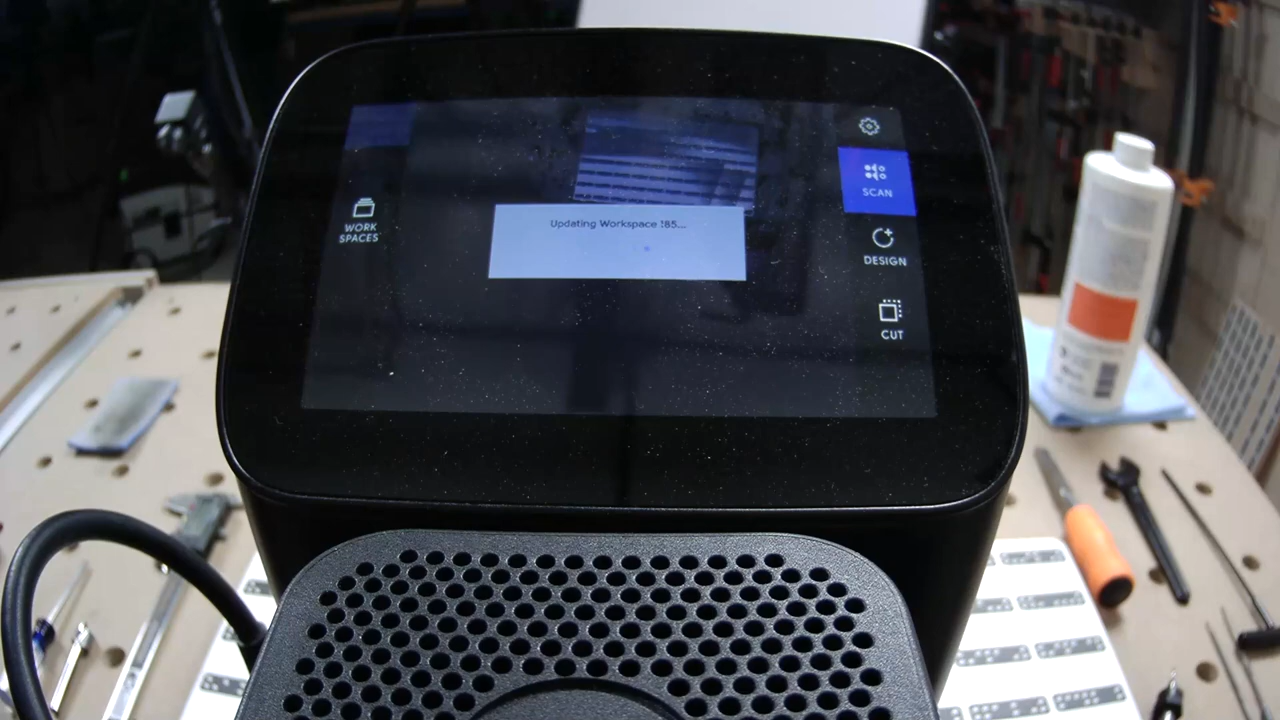 Updating Workspace 185...
SCAN
WORK
SPACES
DESIGN
CUT